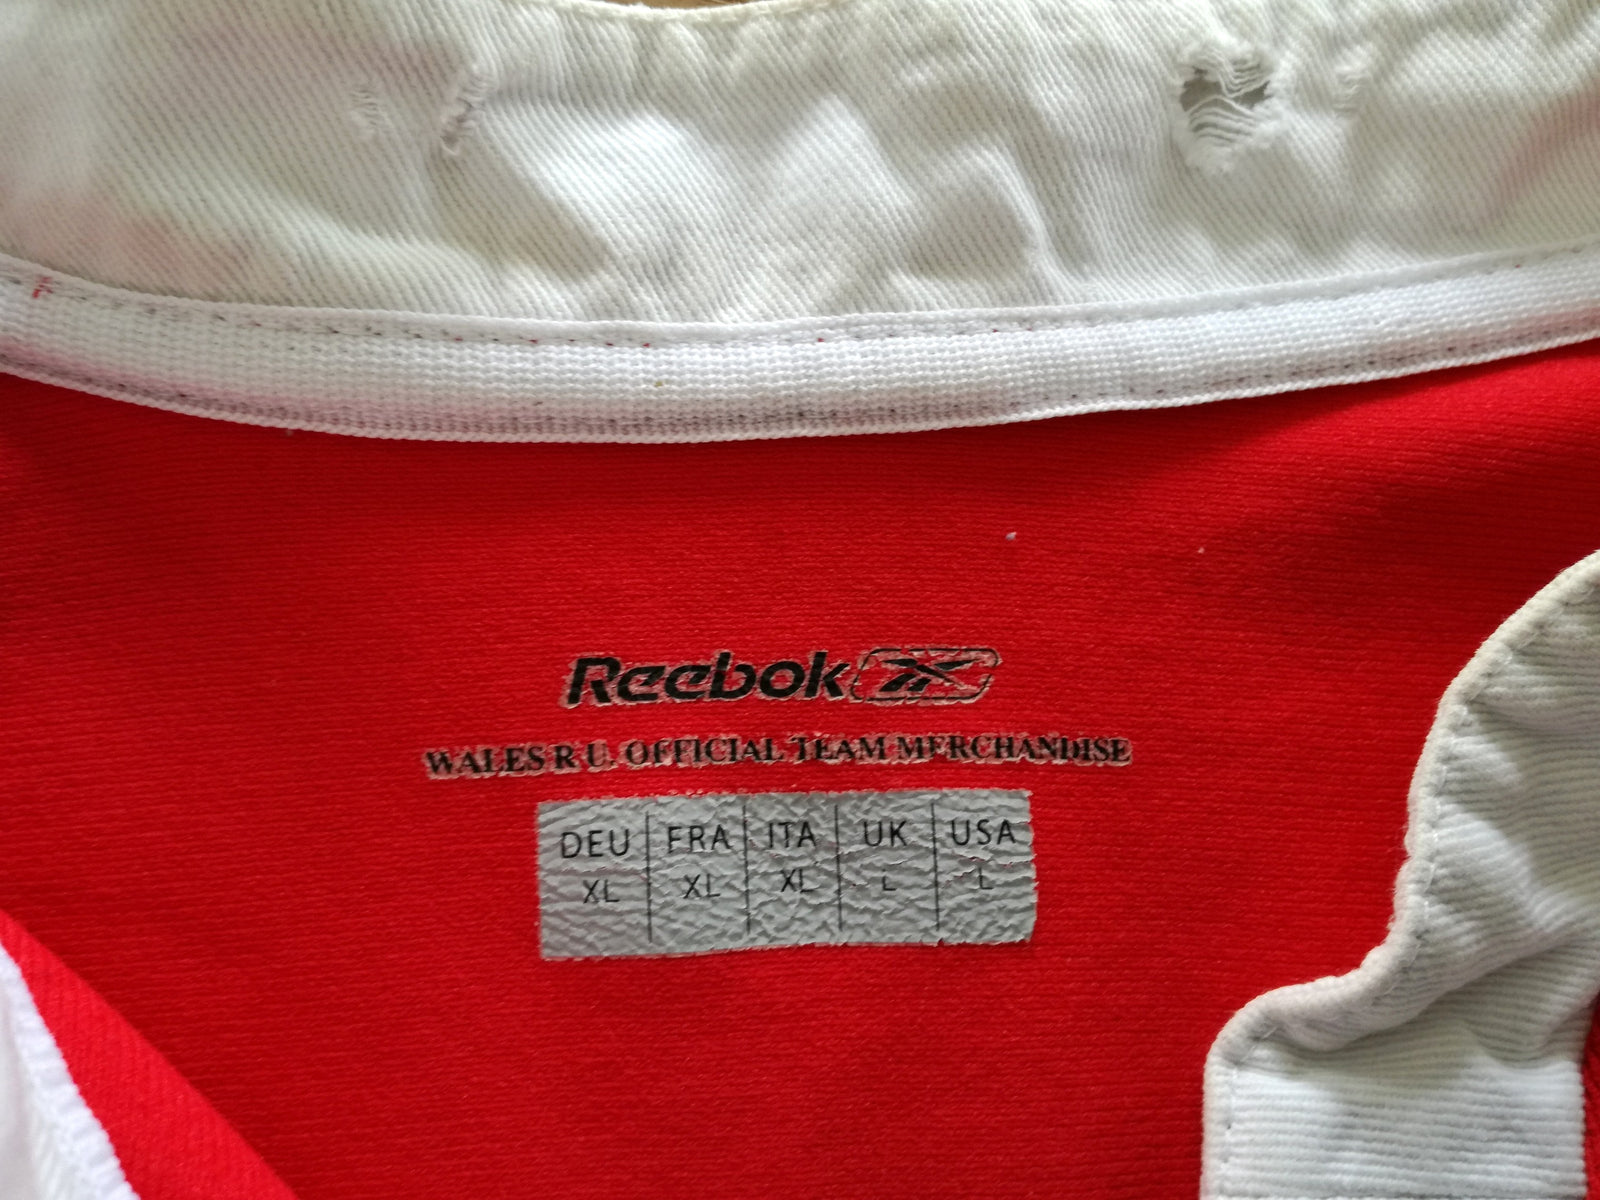 Reebok
WALES R.U. OFFICIAL TEAM MERCHANDISE
DEU FRA ITA UK USA
XL XL XL L L